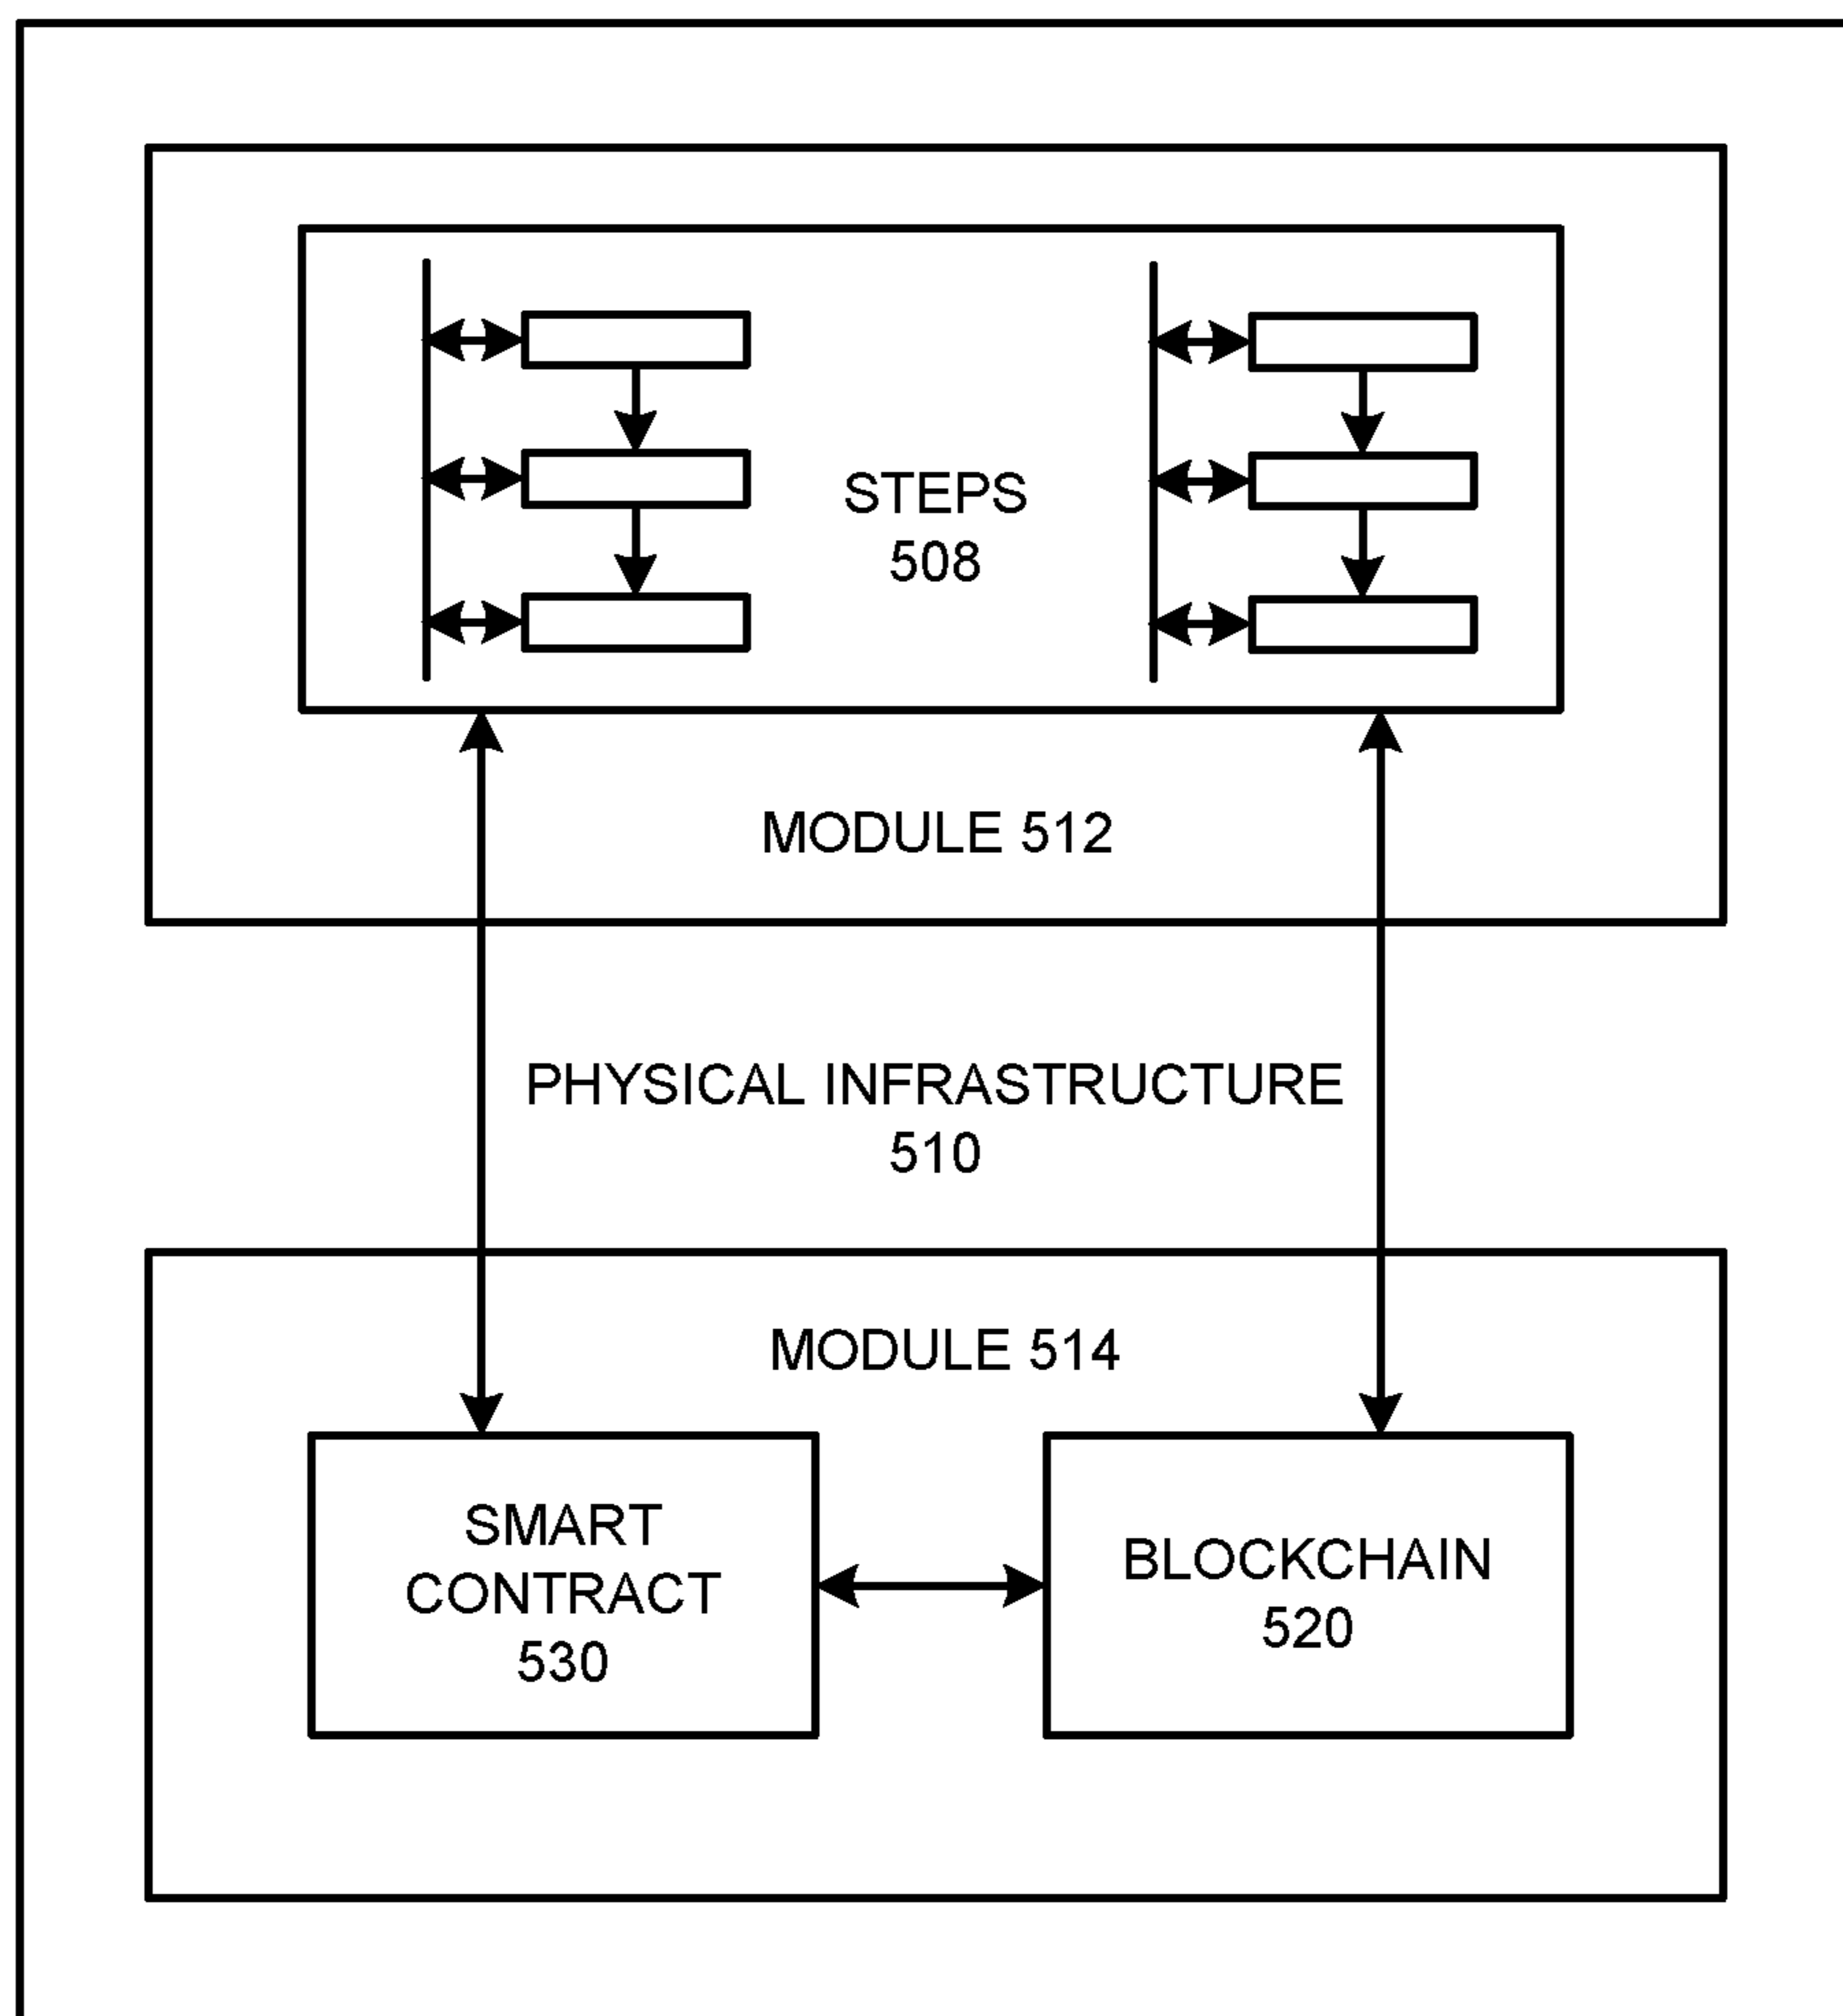 STEPS
508
MODULE 512
PHYSICAL INFRASTRUCTURE
510
MODULE 514
SMART
CONTRACT
530
BLOCKCHAIN
520